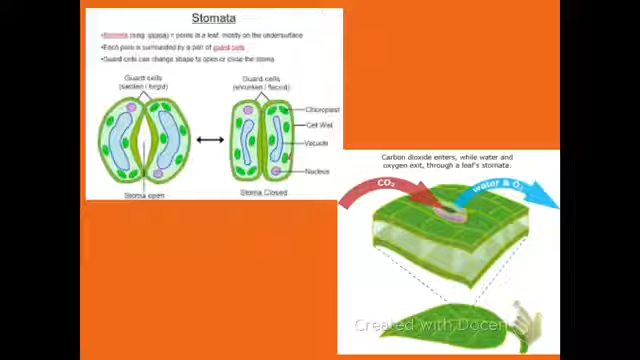 Stomata
•Stomata (sing. stoma) = pores in a leaf, mostly on the undersurface
•Each pore is surrounded by a pair of guard cells
•Guard cells can change shape to open or close the stoma
Guard cells
(swollen / turgid)
Guard cells
(shrunken / flaccid)
Chloroplast
Cell Wall
Vacuole
Nucleus
Stoma open
Stoma Closed
Carbon dioxide enters, while water and
oxygen exit, through a leaf's stomata.
CO₂
water & O₂
Created with Docen